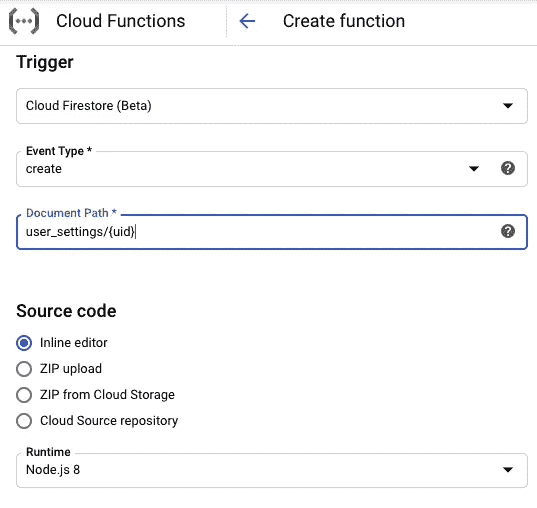 Cloud Functions Create function
Trigger
Cloud Firestore (Beta)
Event Type *
create
Document Path *
user_settings/{uid}
Source code
Inline editor
ZIP upload
ZIP from Cloud Storage
Cloud Source repository
Runtime
Node.js 8